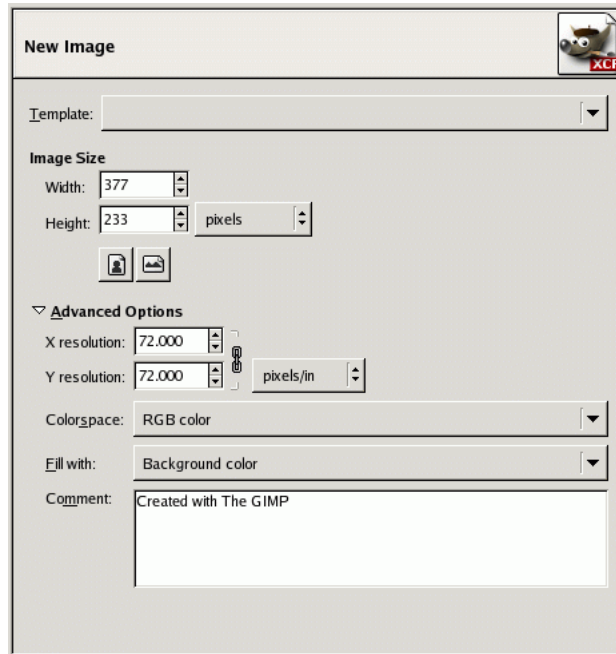 New Image
XCF
Template:
Image Size
Width: 377
Height: 233 pixels
Advanced Options
X resolution: 72.000
Y resolution: 72.000 pixels/in
Colorspace: RGB color
Fill with: Background color
Comment: Created with The GIMP